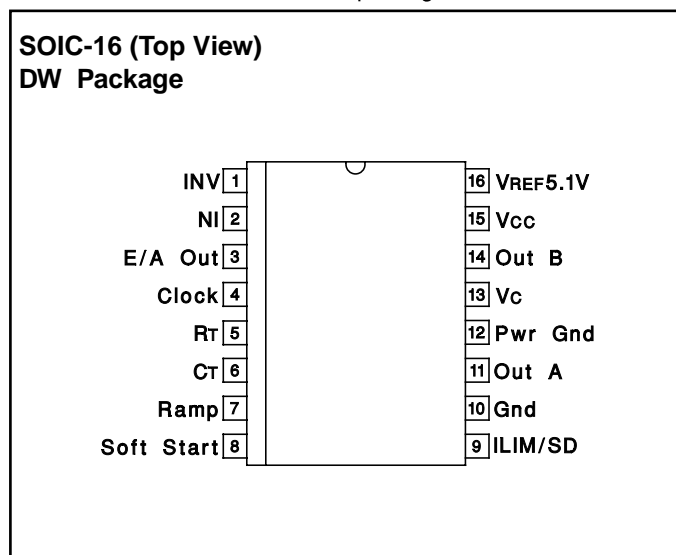 SOIC-16 (Top View)
DW Package
INV 1
NI 2
E/A Out 3
Clock 4
RT 5
CT 6
Ramp 7
Soft Start 8
16 VREF5.1V
15 VCC
14 Out B
13 VC
12 Pwr Gnd
11 Out A
10 Gnd
9 ILIM/SD